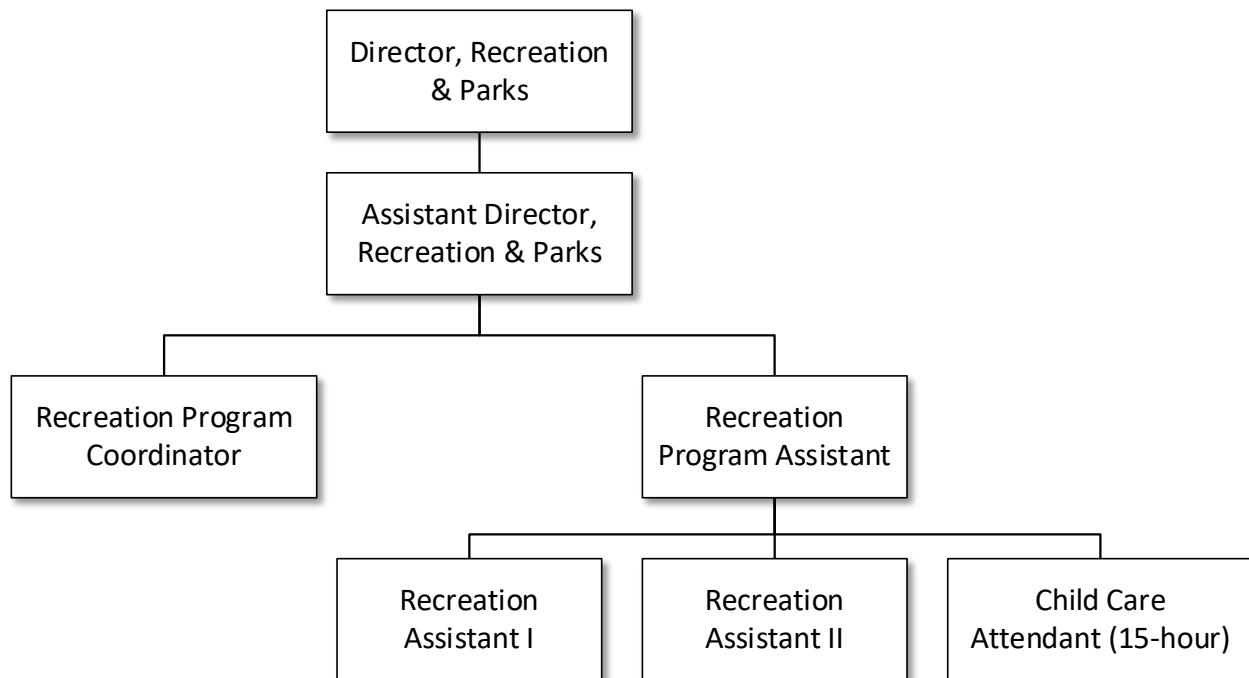 Director, Recreation
& Parks
Assistant Director,
Recreation & Parks
Recreation Program
Coordinator
Recreation
Program Assistant
Recreation
Assistant I
Recreation
Assistant II
Child Care
Attendant (15-hour)